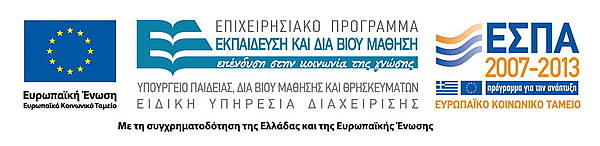 Ευρωπαϊκή Ένωση
Ευρωπαϊκό Κοινωνικό Ταμείο
ΕΠΙΧΕΙΡΗΣΙΑΚΟ ΠΡΟΓΡΑΜΜΑ
ΕΚΠΑΙΔΕΥΣΗ ΚΑΙ ΔΙΑ ΒΙΟΥ ΜΑΘΗΣΗ
επένδυση στην κοινωνία της γνώσης
ΥΠΟΥΡΓΕΙΟ ΠΑΙΔΕΙΑΣ, ΔΙΑ ΒΙΟΥ ΜΑΘΗΣΗΣ ΚΑΙ ΘΡΗΣΚΕΥΜΑΤΩΝ
ΕΙΔΙΚΗ ΥΠΗΡΕΣΙΑ ΔΙΑΧΕΙΡΙΣΗΣ
ΕΣΠΑ
2007-2013
πρόγραμμα για την ανάπτυξη
ΕΥΡΩΠΑΪΚΟ ΚΟΙΝΩΝΙΚΟ ΤΑΜΕΙΟ
Με τη συγχρηματοδότηση της Ελλάδας και της Ευρωπαϊκής Ένωσης